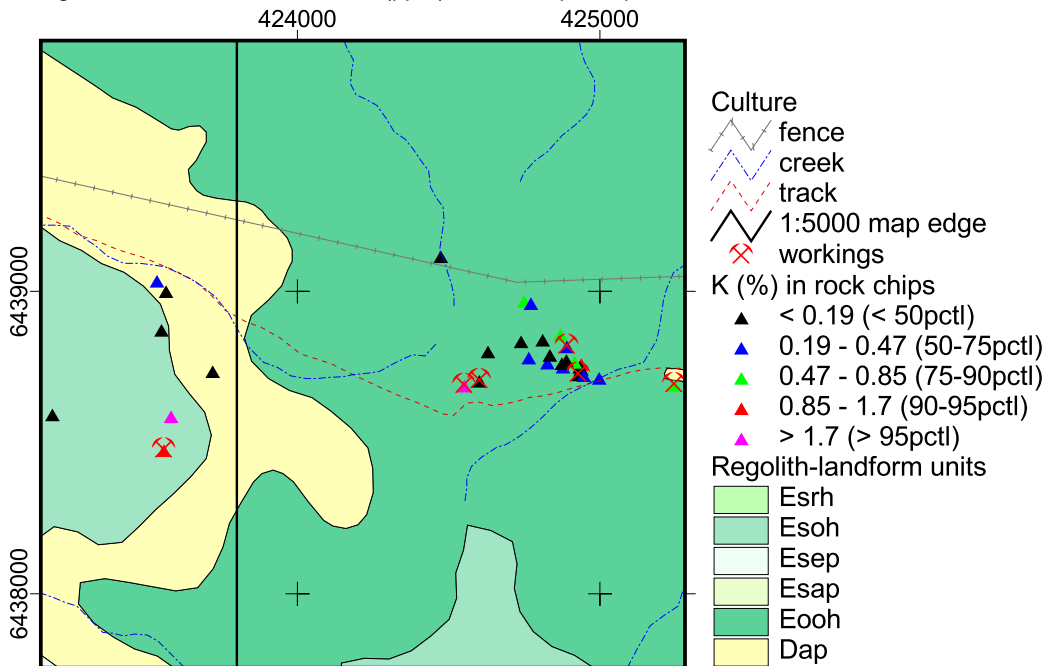 424000
425000
6439000
6438000
Culture
fence
creek
track
1:5000 map edge
workings
K (%) in rock chips
< 0.19 (< 50pctl)
0.19 - 0.47 (50-75pctl)
0.47 - 0.85 (75-90pctl)
0.85 - 1.7 (90-95pctl)
> 1.7 (> 95pctl)
Regolith-landform units
Esrh
Esoh
Esep
Esap
Eooh
Dap